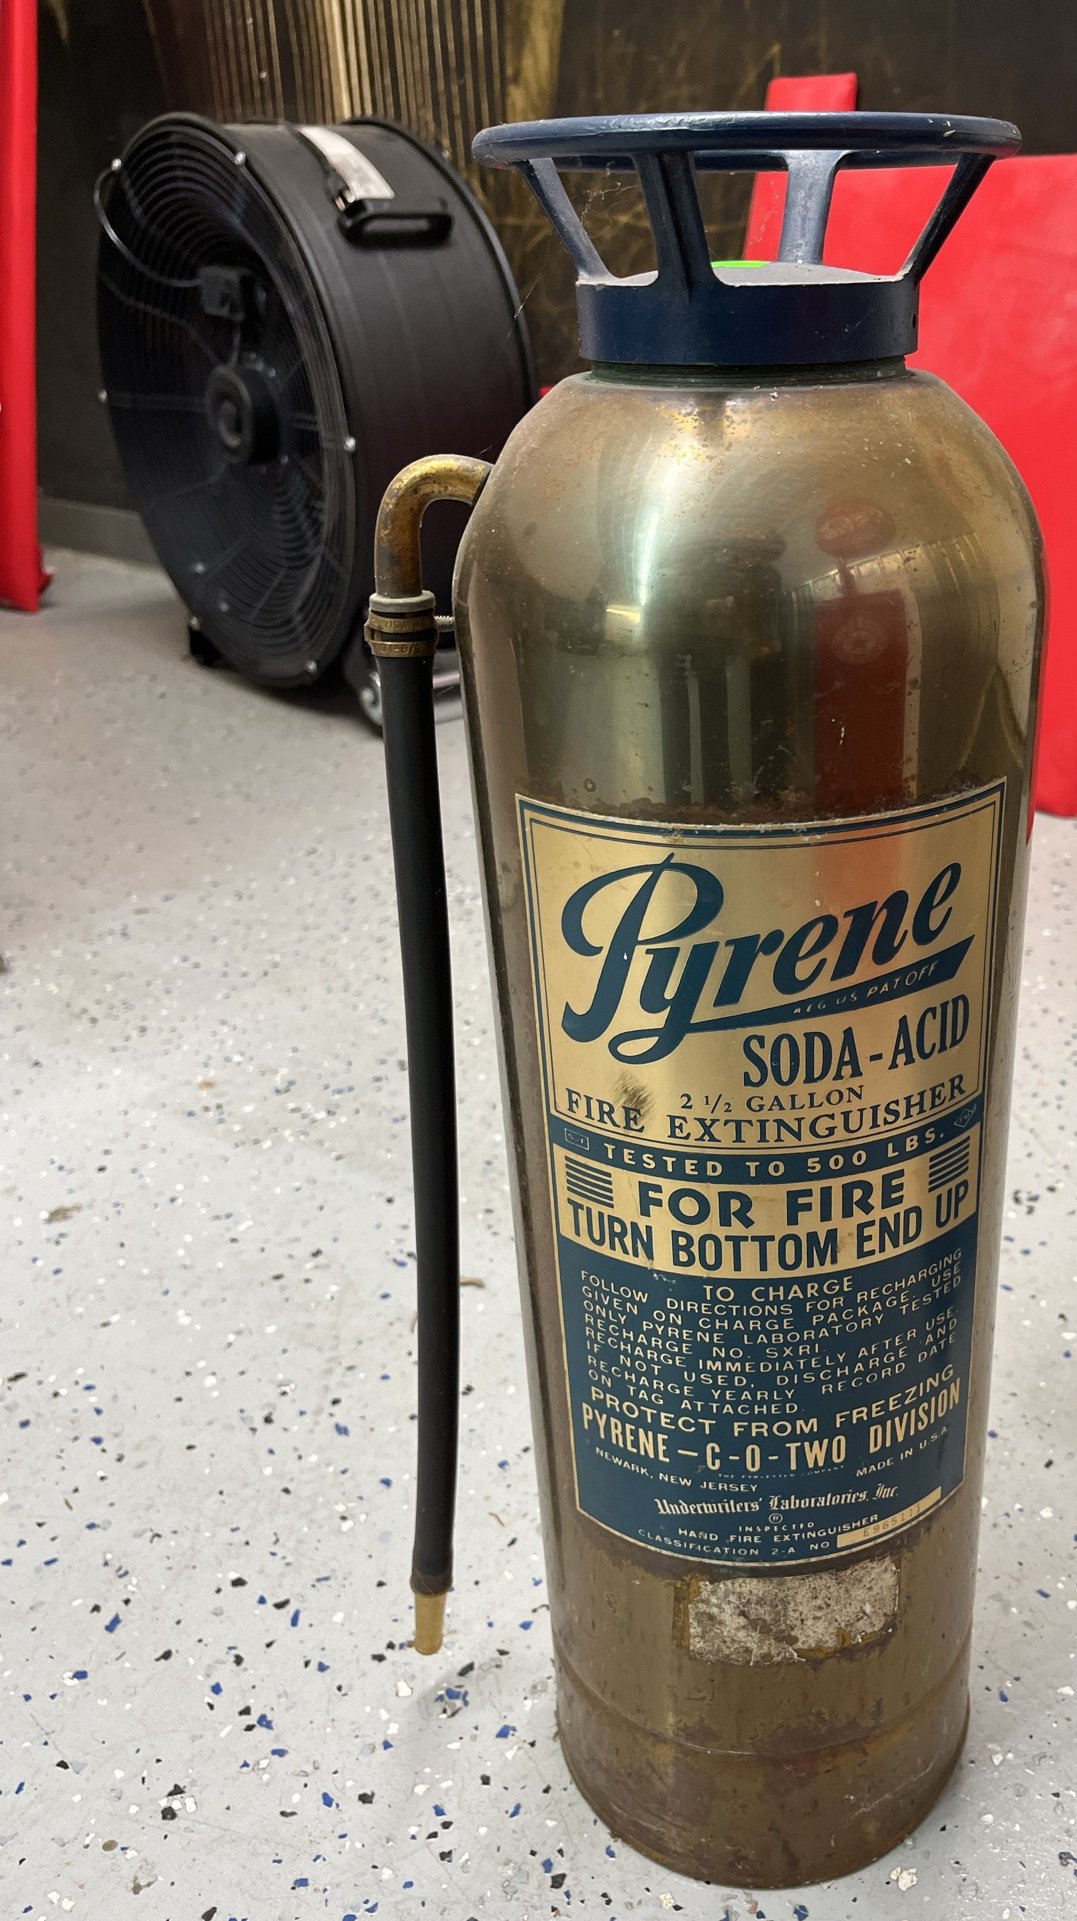 Pyrene
REG US PAT OFF
SODA-ACID
2 1/2 GALLON
FIRE EXTINGUISHER
TESTED TO 500 LBS.
FOR FIRE
TURN BOTTOM END UP
TO CHARGE
FOLLOW DIRECTIONS FOR RECHARGING
GIVEN ON CHARGE PACKAGE. USE
ONLY PYRENE LABORATORY TESTED
RECHARGE NO. SXRI.
RECHARGE IMMEDIATELY AFTER USE.
IF NOT USED, DISCHARGE AND
RECHARGE YEARLY RECORD DATE
ON TAG ATTACHED.
PROTECT FROM FREEZING
PYRENE-C-O-TWO DIVISION
NEWARK, NEW JERSEY MADE IN U.S.A.
Underwriters' Laboratories, Inc.
®
INSPECTED
HAND FIRE EXTINGUISHER
CLASSIFICATION 2-A NO